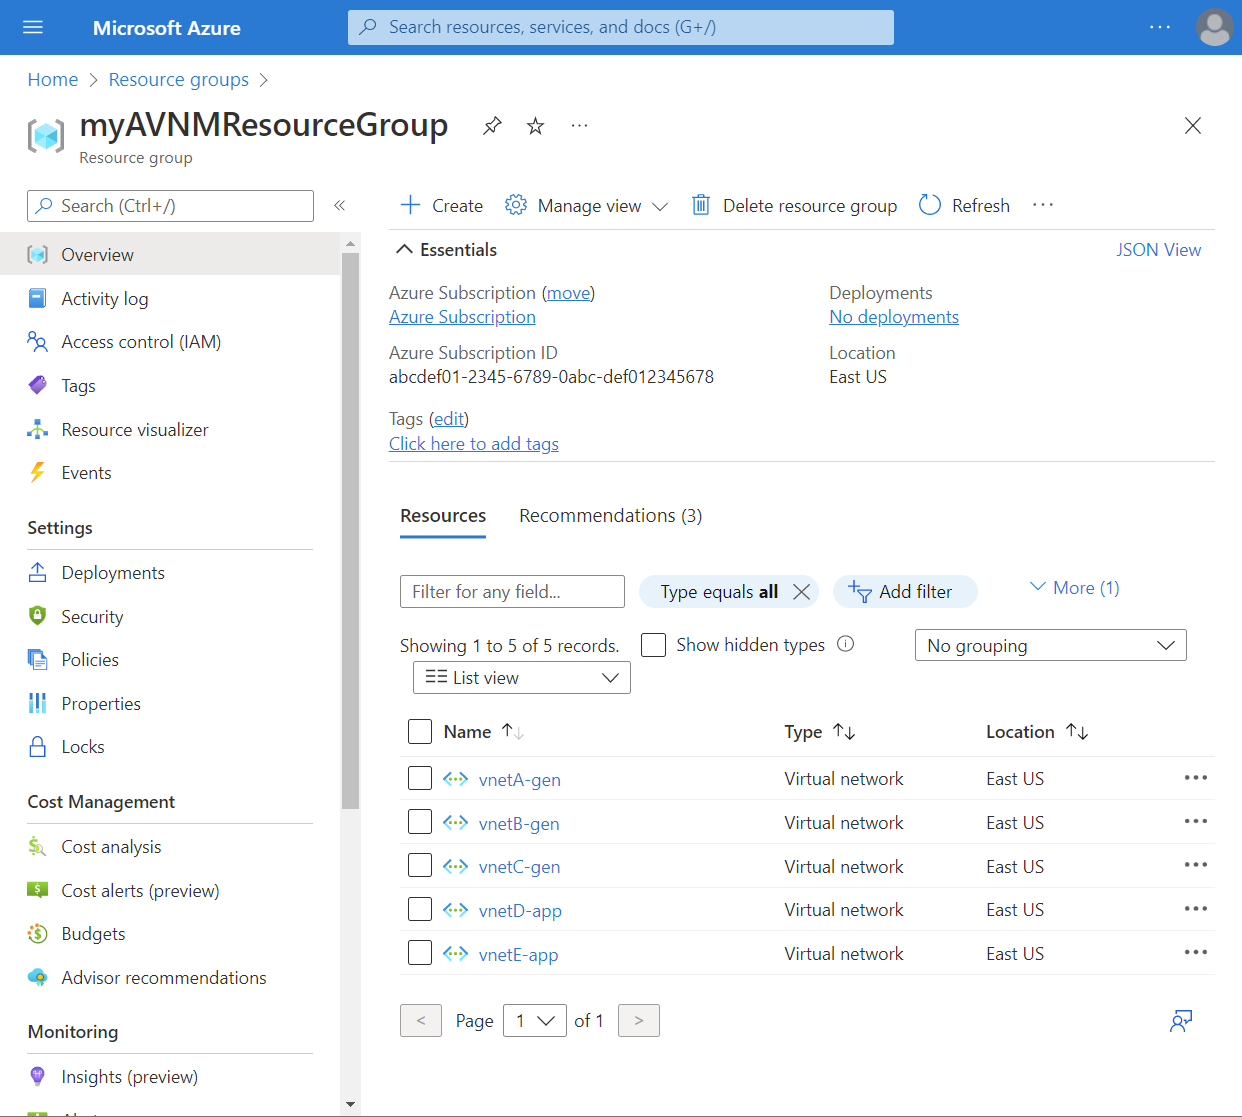 Microsoft Azure
Search resources, services, and docs (G+/)
Home > Resource groups >
myAVNMResourceGroup
Resource group
Search (Ctrl+/)
Overview
Activity log
Access control (IAM)
Tags
Resource visualizer
Events
Settings
Deployments
Security
Policies
Properties
Locks
Cost Management
Cost analysis
Cost alerts (preview)
Budgets
Advisor recommendations
Monitoring
Insights (preview)
Create Manage view Delete resource group Refresh
Essentials JSON View
Azure Subscription (move)
Azure Subscription
Deployments
No deployments
Azure Subscription ID
abcdef01-2345-6789-0abc-def012345678
Location
East US
Tags (edit)
Click here to add tags
Resources Recommendations (3)
Filter for any field... Type equals all Add filter More (1)
Showing 1 to 5 of 5 records. Show hidden types No grouping
List view
Name Type Location
vnetA-gen Virtual network East US
vnetB-gen Virtual network East US
vnetC-gen Virtual network East US
vnetD-app Virtual network East US
vnetE-app Virtual network East US
< Page 1 of 1 >